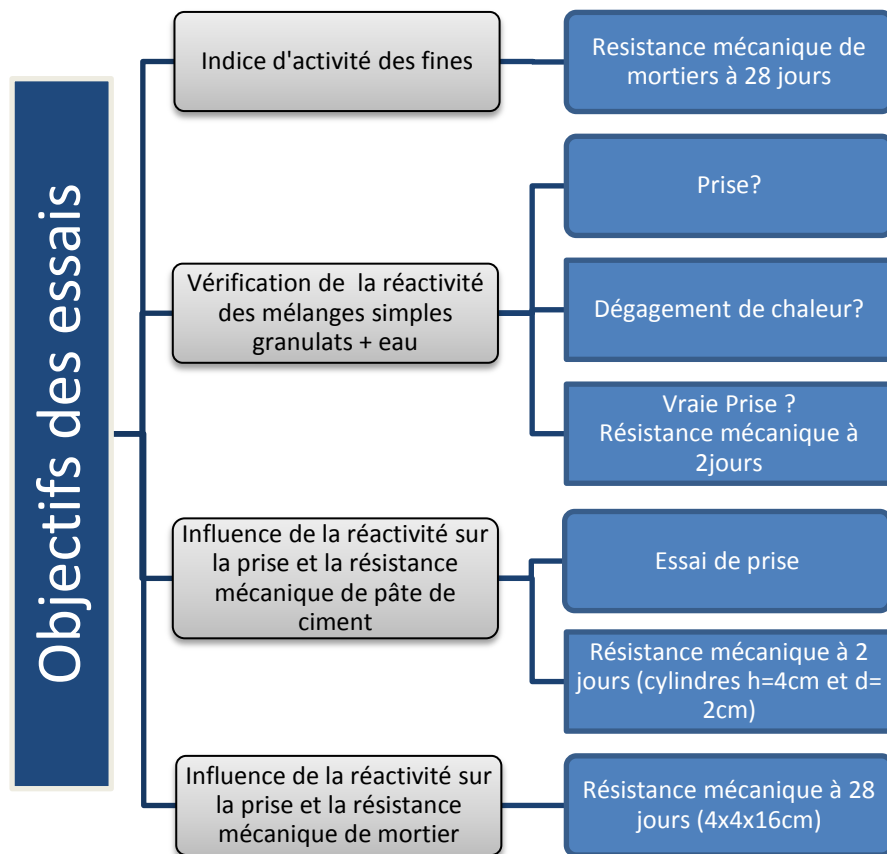 Objectifs des essais
Indice d'activité des fines
Resistance mécanique de
mortiers à 28 jours
Vérification de la réactivité
des mélanges simples
granulats + eau
Prise?
Dégagement de chaleur?
Vraie Prise ?
Résistance mécanique à
2jours
Influence de la réactivité sur
la prise et la résistance
mécanique de pâte de
ciment
Essai de prise
Résistance mécanique à 2
jours (cylindres h=4cm et d=
2cm)
Influence de la réactivité sur
la prise et la résistance
mécanique de mortier
Résistance mécanique à 28
jours (4x4x16cm)